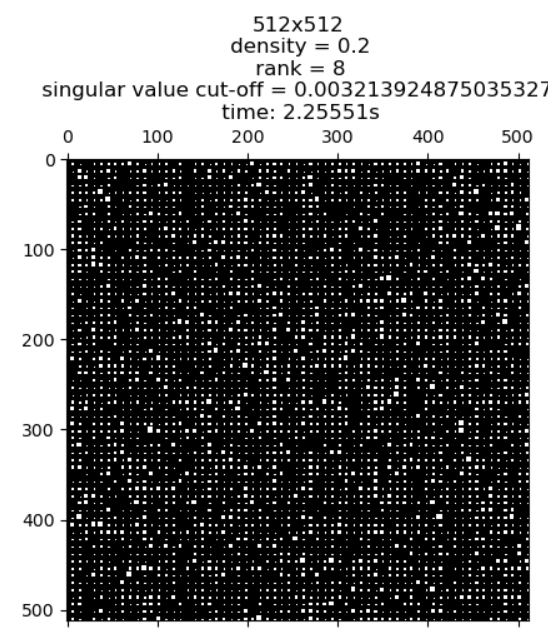 512x512
density = 0.2
rank = 8
singular value cut-off = 0.003213924875035327
time: 2.25551s
0 100 200 300 400 500
0
100
200
300
400
500